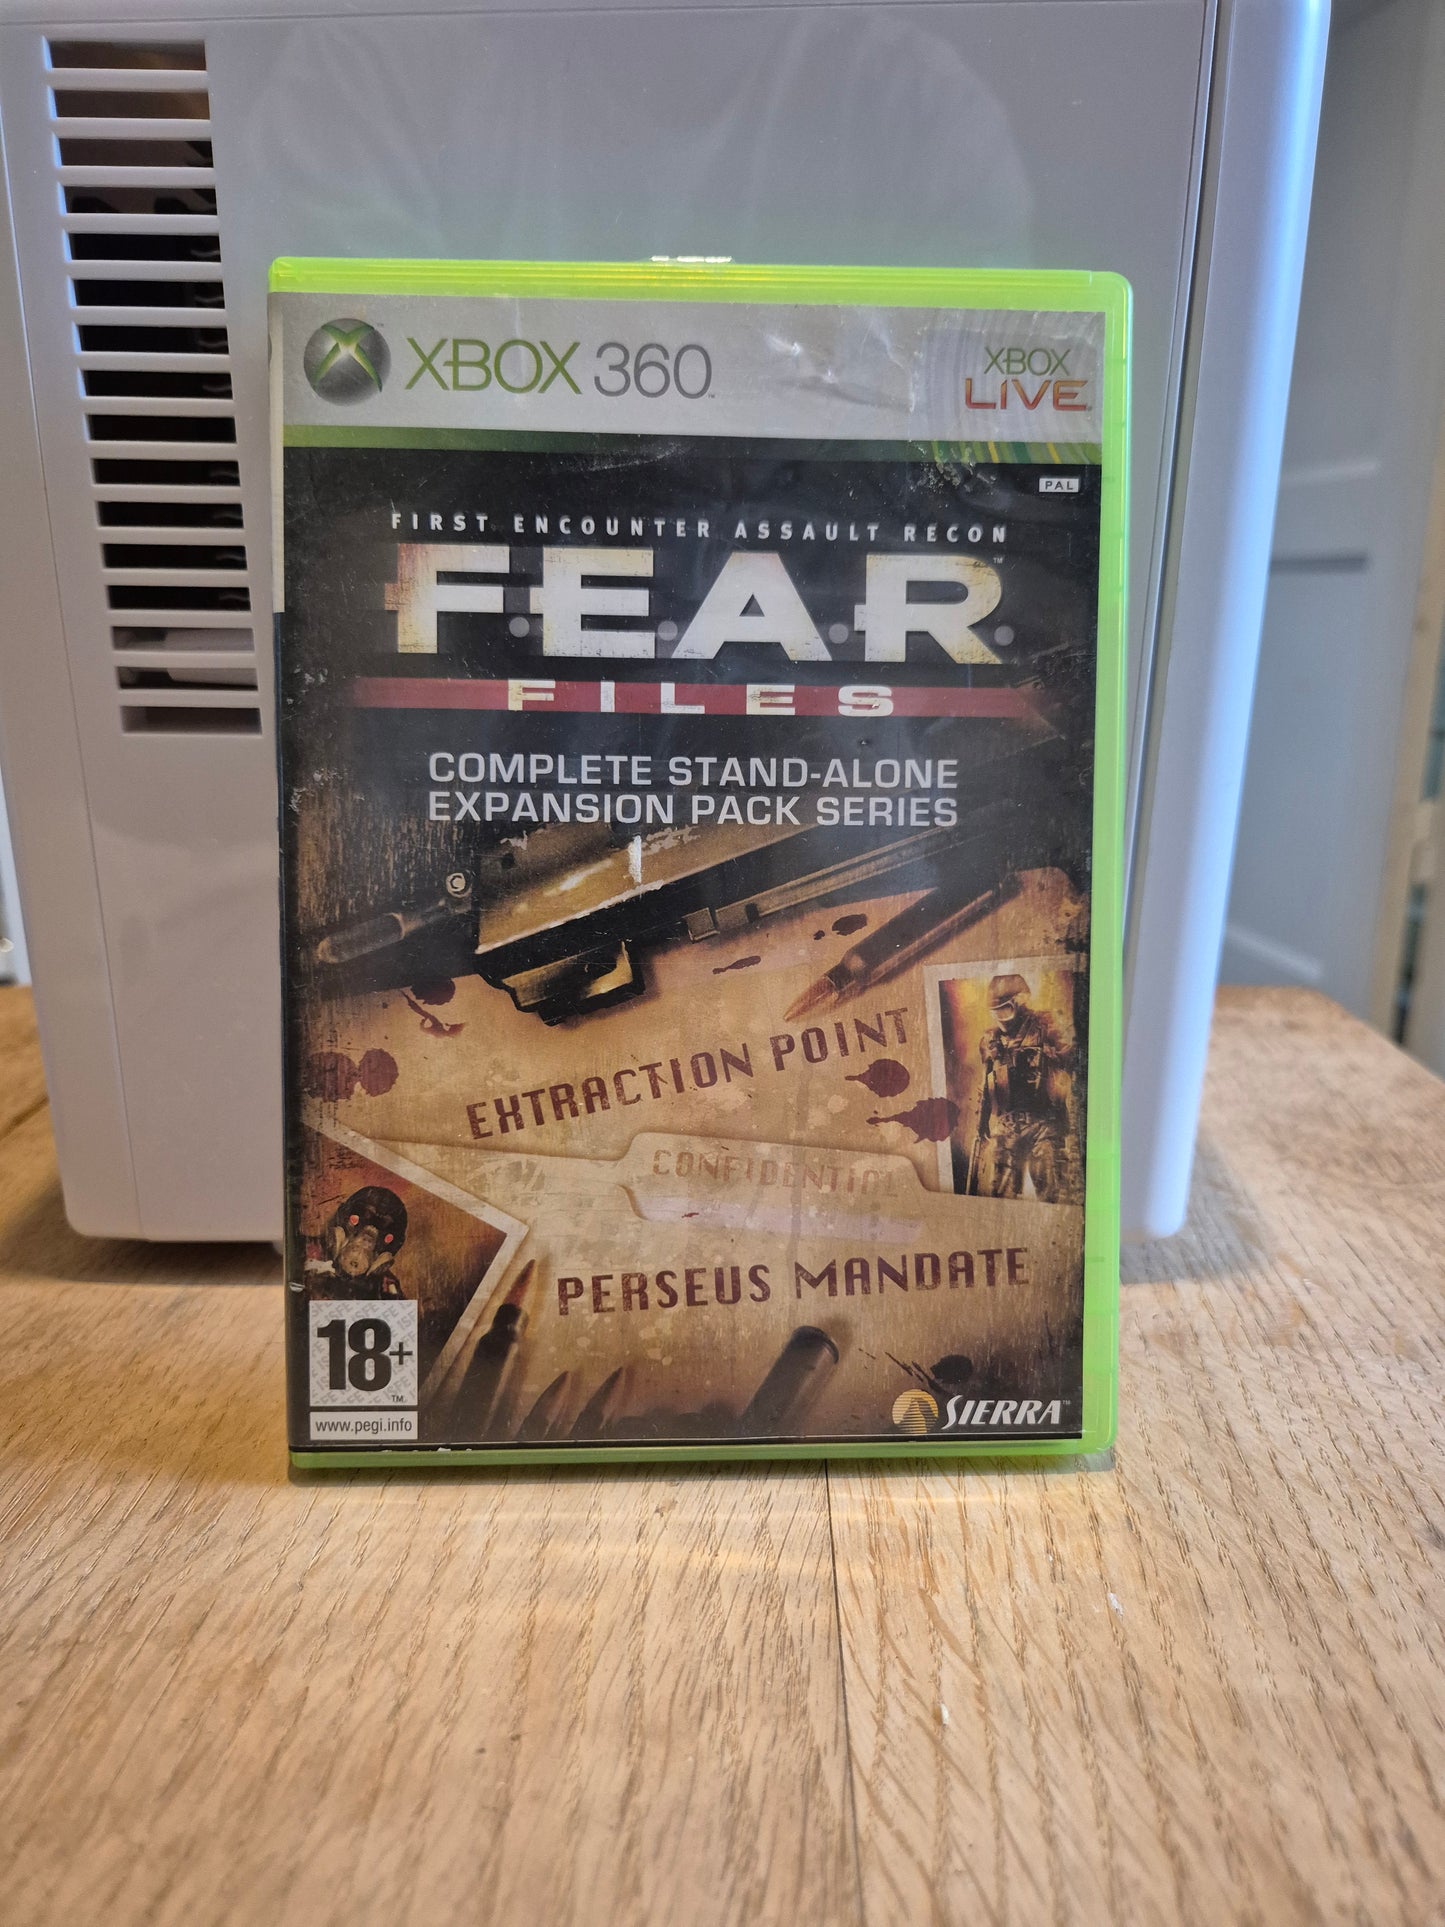 XBOX 360
XBOX
LIVE
PAL
FIRST ENCOUNTER ASSAULT RECON
F.E.A.R.
FILES
COMPLETE STAND-ALONE
EXPANSION PACK SERIES
EXTRACTION POINT
CONFIDENTIAL
PERSEUS MANDATE
18+
www.pegi.info
SIERRA